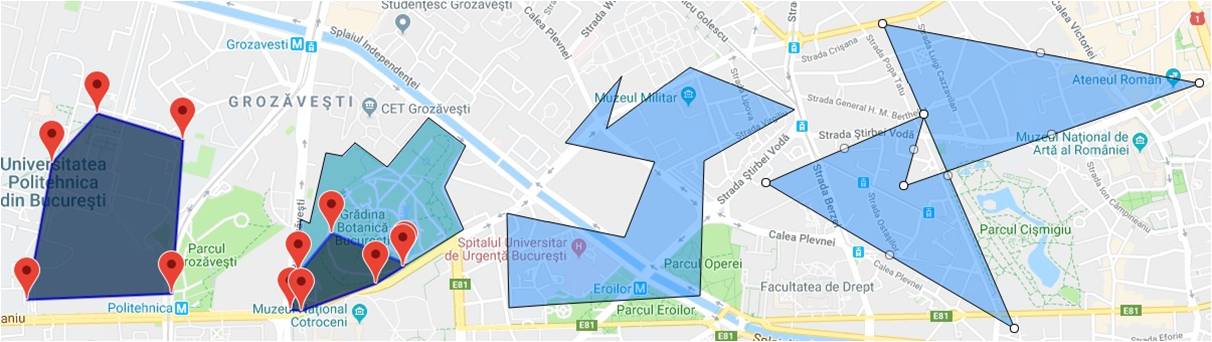 Studențesc Grozăvești
Grozavesti M
Splaiul Independenței
Calea Plevnei
Strada Crișana
Strada Popa Tatu
Strada Luigi Cazzavillan
Calea Victoriei
1
Ateneul Român
GROZĂVEȘTI
CET Grozăvești
Muzeul Militar
Strada Lipova
Strada Virgiliu
Strada General H. M. Berthelot
Strada Știrbei Vodă
Muzeul Național de
Artă al României
Universitatea
Politehnica
din București
Strada Știrbei Vodă
Strada Berzei
Strada Ostașilor
Strada Ion Câmpineanu
Grădina
Botanică
București
Parcul
Grozăvești
Spitalul Universitar
de Urgență București
H
Calea Plevnei
Parcul Cișmigiu
Calea Plevnei
Parcul Operei
E81
Eroilor M
Facultatea de Drept
Politehnica M
Muzeul Național
Cotroceni
Parcul Eroilor
E81
E81
E81
E81
Strada Eforie